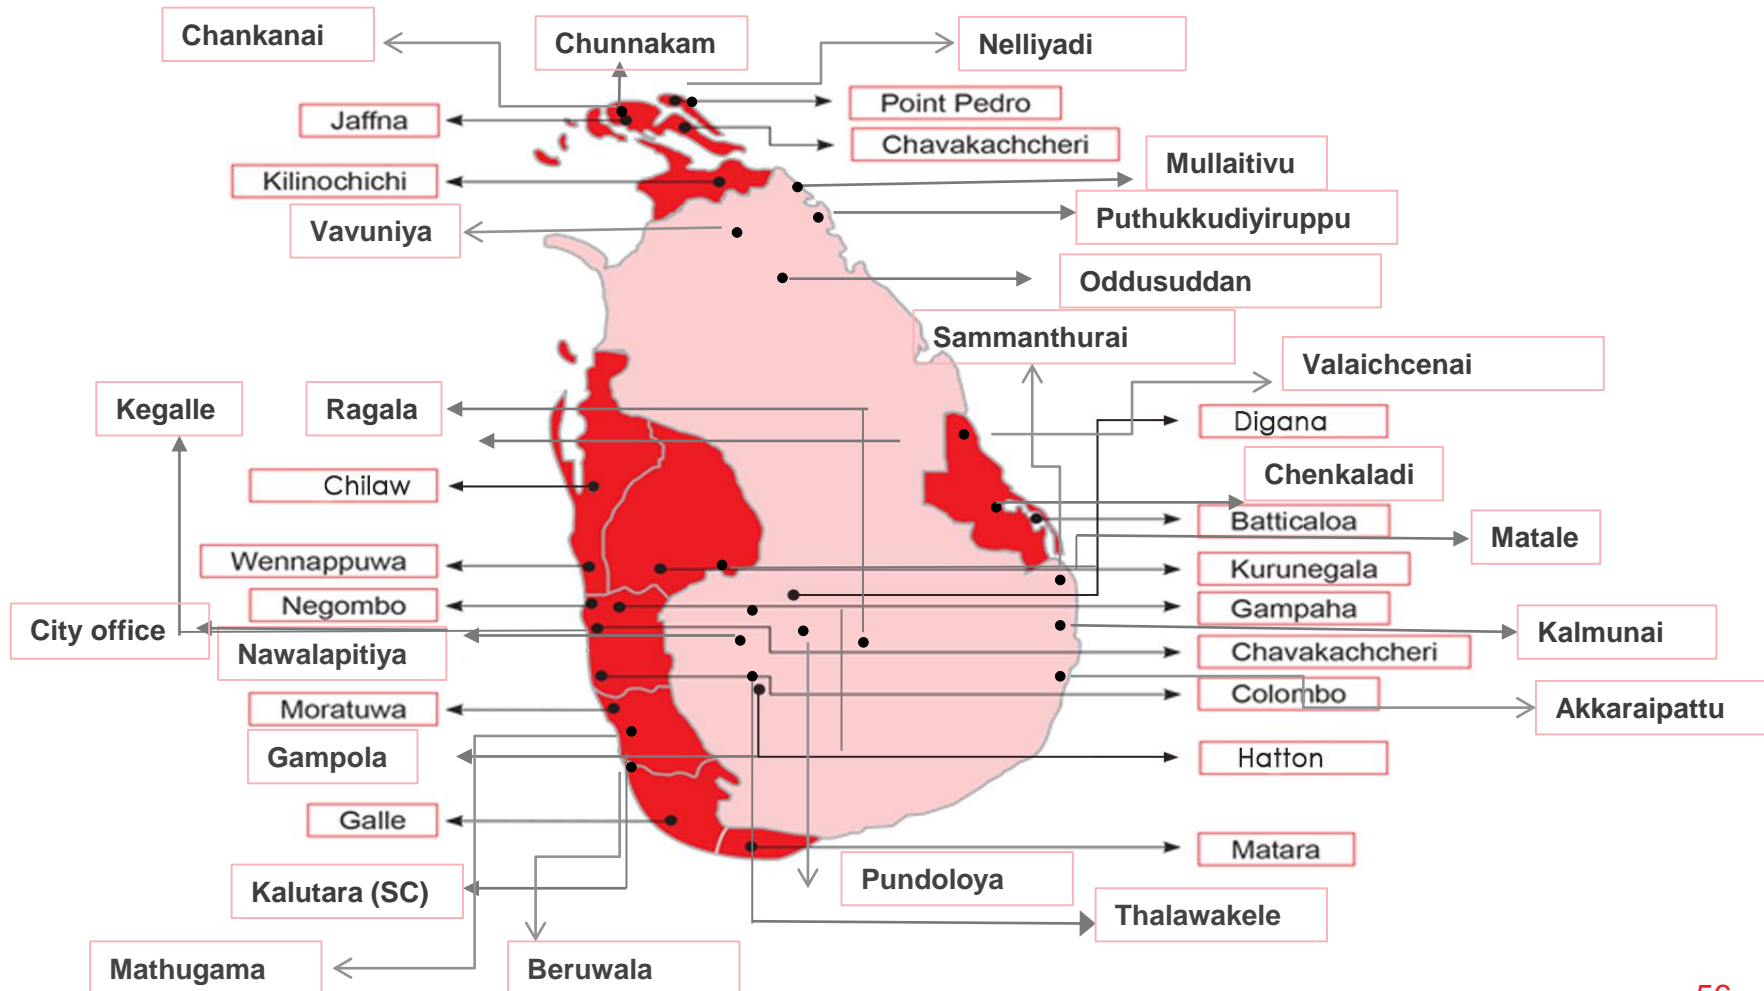 Chankanai
Chunnakam
Nelliyadi
Point Pedro
Jaffna
Chavakachcheri
Mullaitivu
Kilinochichi
Puthukkudiyiruppu
Vavuniya
Oddusuddan
Sammanthurai
Valaichcenai
Kegalle
Ragala
Digana
Chenkaladi
Chilaw
Batticaloa
Matale
Wennappuwa
Kurunegala
Negombo
Gampaha
City office
Kalmunai
Nawalapitiya
Chavakachcheri
Colombo
Moratuwa
Akkaraipattu
Gampola
Hatton
Galle
Matara
Pundoloya
Kalutara (SC)
Thalawakele
Mathugama
Beruwala